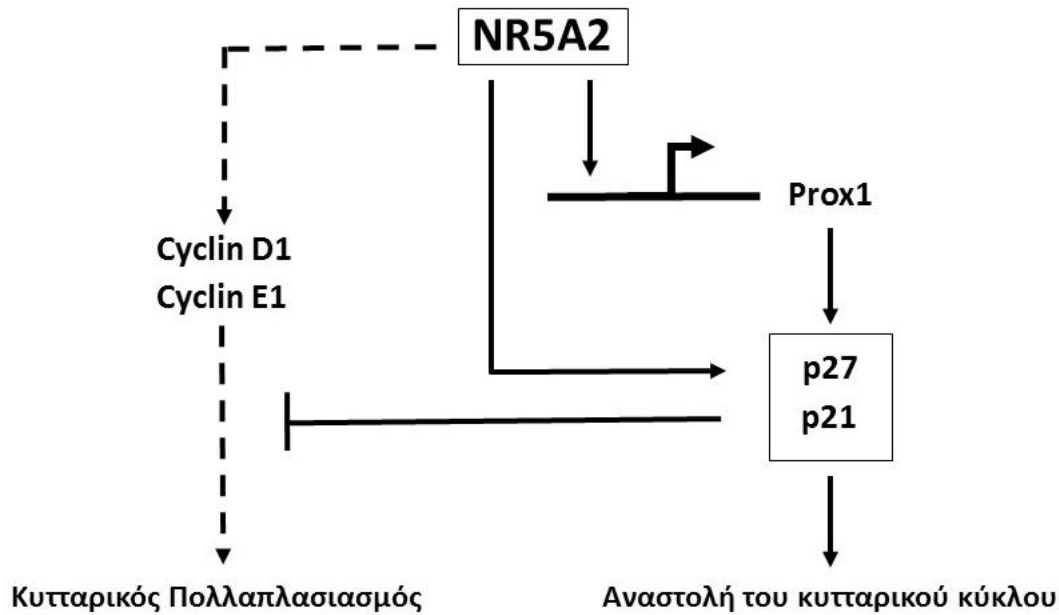 NR5A2
Prox1
Cyclin D1
Cyclin E1
p27
p21
Κυτταρικός Πολλαπλασιασμός
Αναστολή του κυτταρικού κύκλου